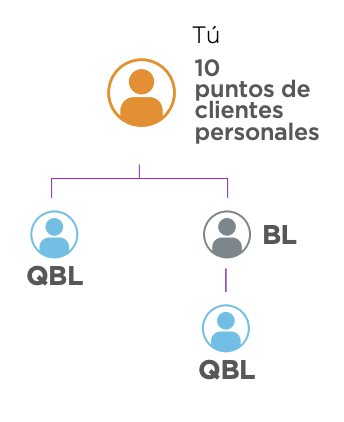 Tú
10
puntos de
clientes
personales
BL
QBL
QBL